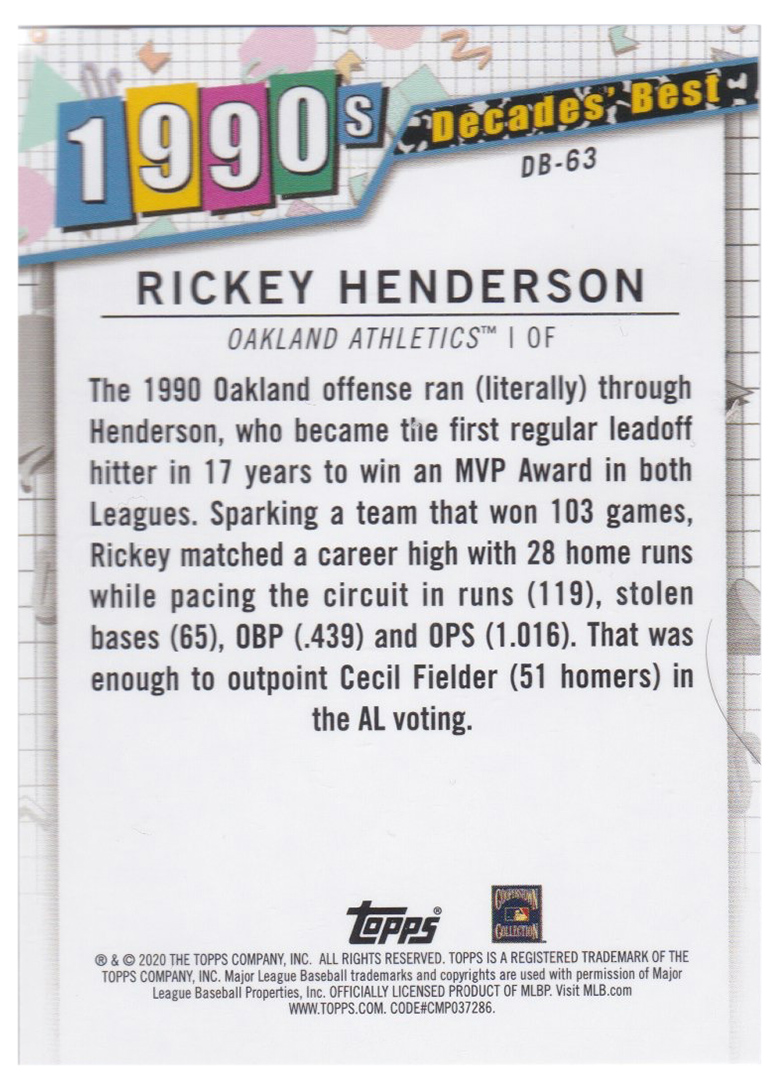 1990s
Decades' Best
DB-63
RICKEY HENDERSON
OAKLAND ATHLETICS™ | OF
The 1990 Oakland offense ran (literally) through
Henderson, who became the first regular leadoff
hitter in 17 years to win an MVP Award in both
Leagues. Sparking a team that won 103 games,
Rickey matched a career high with 28 home runs
while pacing the circuit in runs (119), stolen
bases (65), OBP (.439) and OPS (1.016). That was
enough to outpoint Cecil Fielder (51 homers) in
the AL voting.
topps®
COOPERSTOWN
COLLECTION
® & © 2020 THE TOPPS COMPANY, INC. ALL RIGHTS RESERVED. TOPPS IS A REGISTERED TRADEMARK OF THE
TOPPS COMPANY, INC. Major League Baseball trademarks and copyrights are used with permission of Major
League Baseball Properties, Inc. OFFICIALLY LICENSED PRODUCT OF MLBP. Visit MLB.com
WWW.TOPPS.COM. CODE#CMP037286.